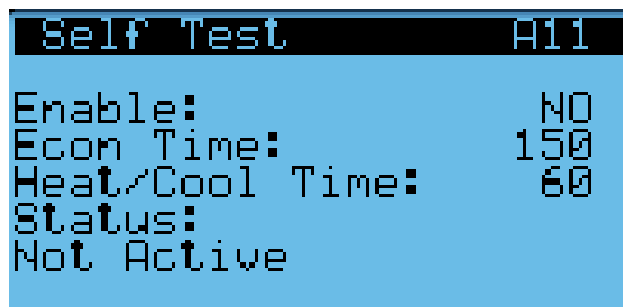 Self Test A11
Enable: NO
Econ Time: 150
Heat/Cool Time: 60
Status:
Not Active